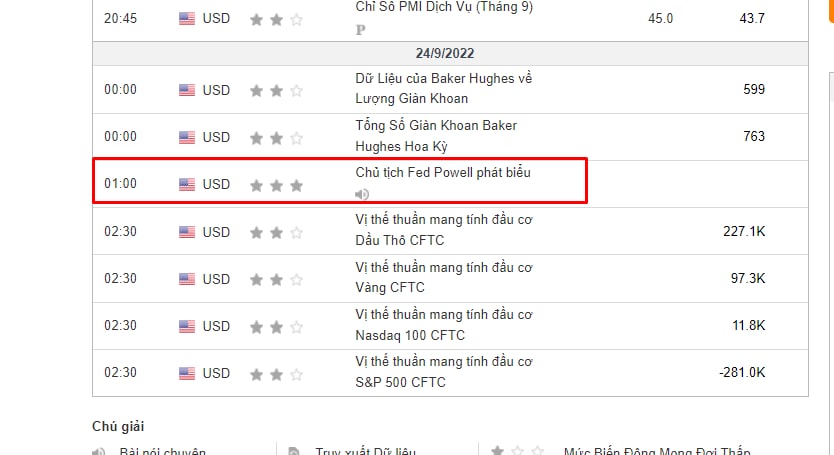 Chỉ Số PMI Dịch Vụ (Tháng 9)
20:45 USD 45.0 43.7
P
24/9/2022
00:00 USD Dữ Liệu của Baker Hughes về 599
Lượng Giàn Khoan
00:00 USD Tổng Số Giàn Khoan Baker 763
Hughes Hoa Kỳ
01:00 USD Chủ tịch Fed Powell phát biểu
02:30 USD Vị thế thuần mang tính đầu cơ 227.1K
Dầu Thô CFTC
02:30 USD Vị thế thuần mang tính đầu cơ 97.3K
Vàng CFTC
02:30 USD Vị thế thuần mang tính đầu cơ 11.8K
Nasdaq 100 CFTC
02:30 USD Vị thế thuần mang tính đầu cơ -281.0K
S&P 500 CFTC
Chú giải
Bài nói chuyện Truy xuất Dữ liệu Mức Biến Động Mong Đợi Thấp